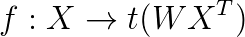 f : X → t(WX^T)